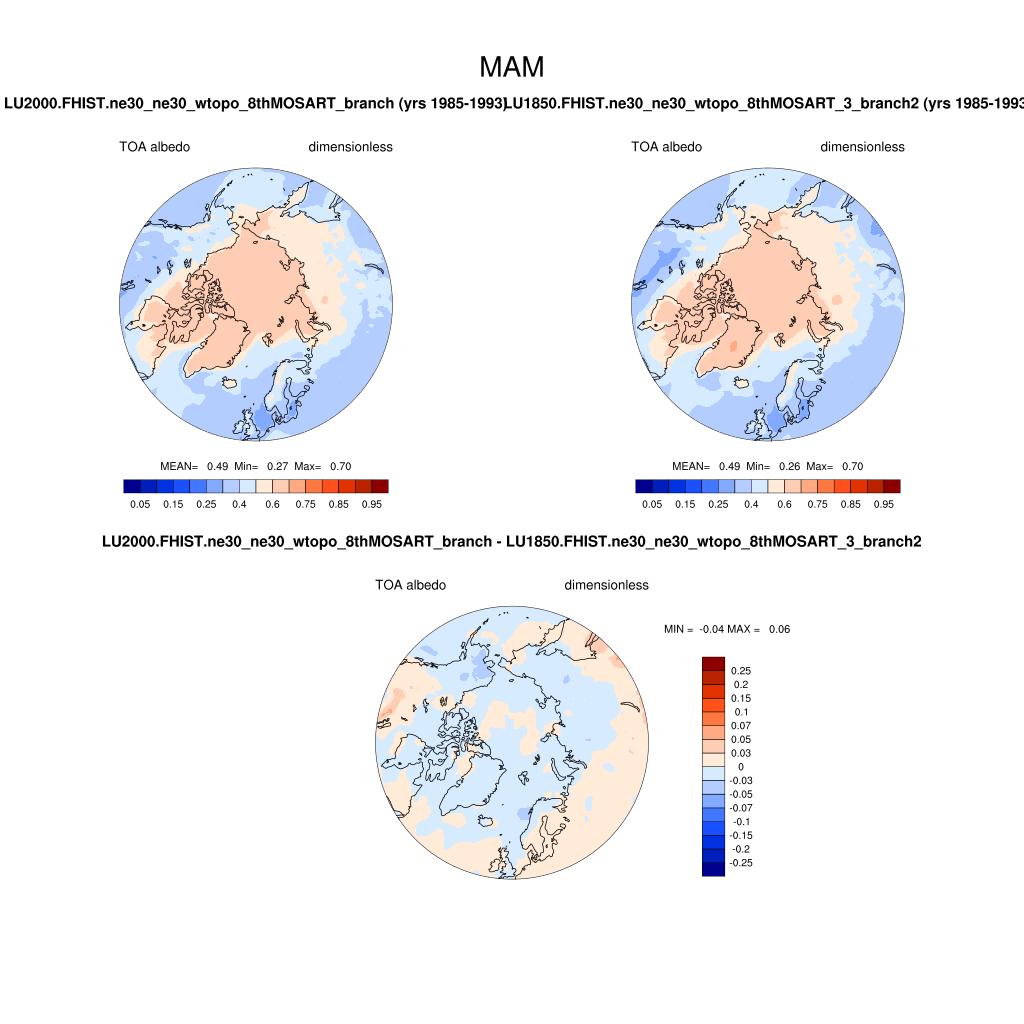 MAM
LU2000.FHIST.ne30_ne30_wtopo_8thMOSART_branch (yrs 1985-1993)
LU1850.FHIST.ne30_ne30_wtopo_8thMOSART_3_branch2 (yrs 1985-1993
TOA albedo dimensionless
TOA albedo dimensionless
MEAN= 0.49 Min= 0.27 Max= 0.70
MEAN= 0.49 Min= 0.26 Max= 0.70
0.05 0.15 0.25 0.4 0.6 0.75 0.85 0.95
0.05 0.15 0.25 0.4 0.6 0.75 0.85 0.95
LU2000.FHIST.ne30_ne30_wtopo_8thMOSART_branch - LU1850.FHIST.ne30_ne30_wtopo_8thMOSART_3_branch2
TOA albedo dimensionless
MIN = -0.04 MAX = 0.06
0.25
0.2
0.15
0.1
0.07
0.05
0.03
0
-0.03
-0.05
-0.07
-0.1
-0.15
-0.2
-0.25